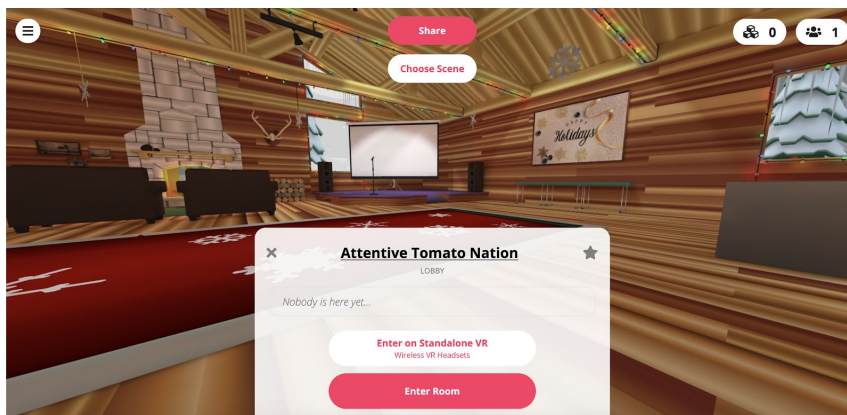 Share
0
1
Choose Scene
HAPPY
Holidays
Attentive Tomato Nation
LOBBY
Nobody is here yet...
Enter on Standalone VR
Wireless VR Headsets
Enter Room